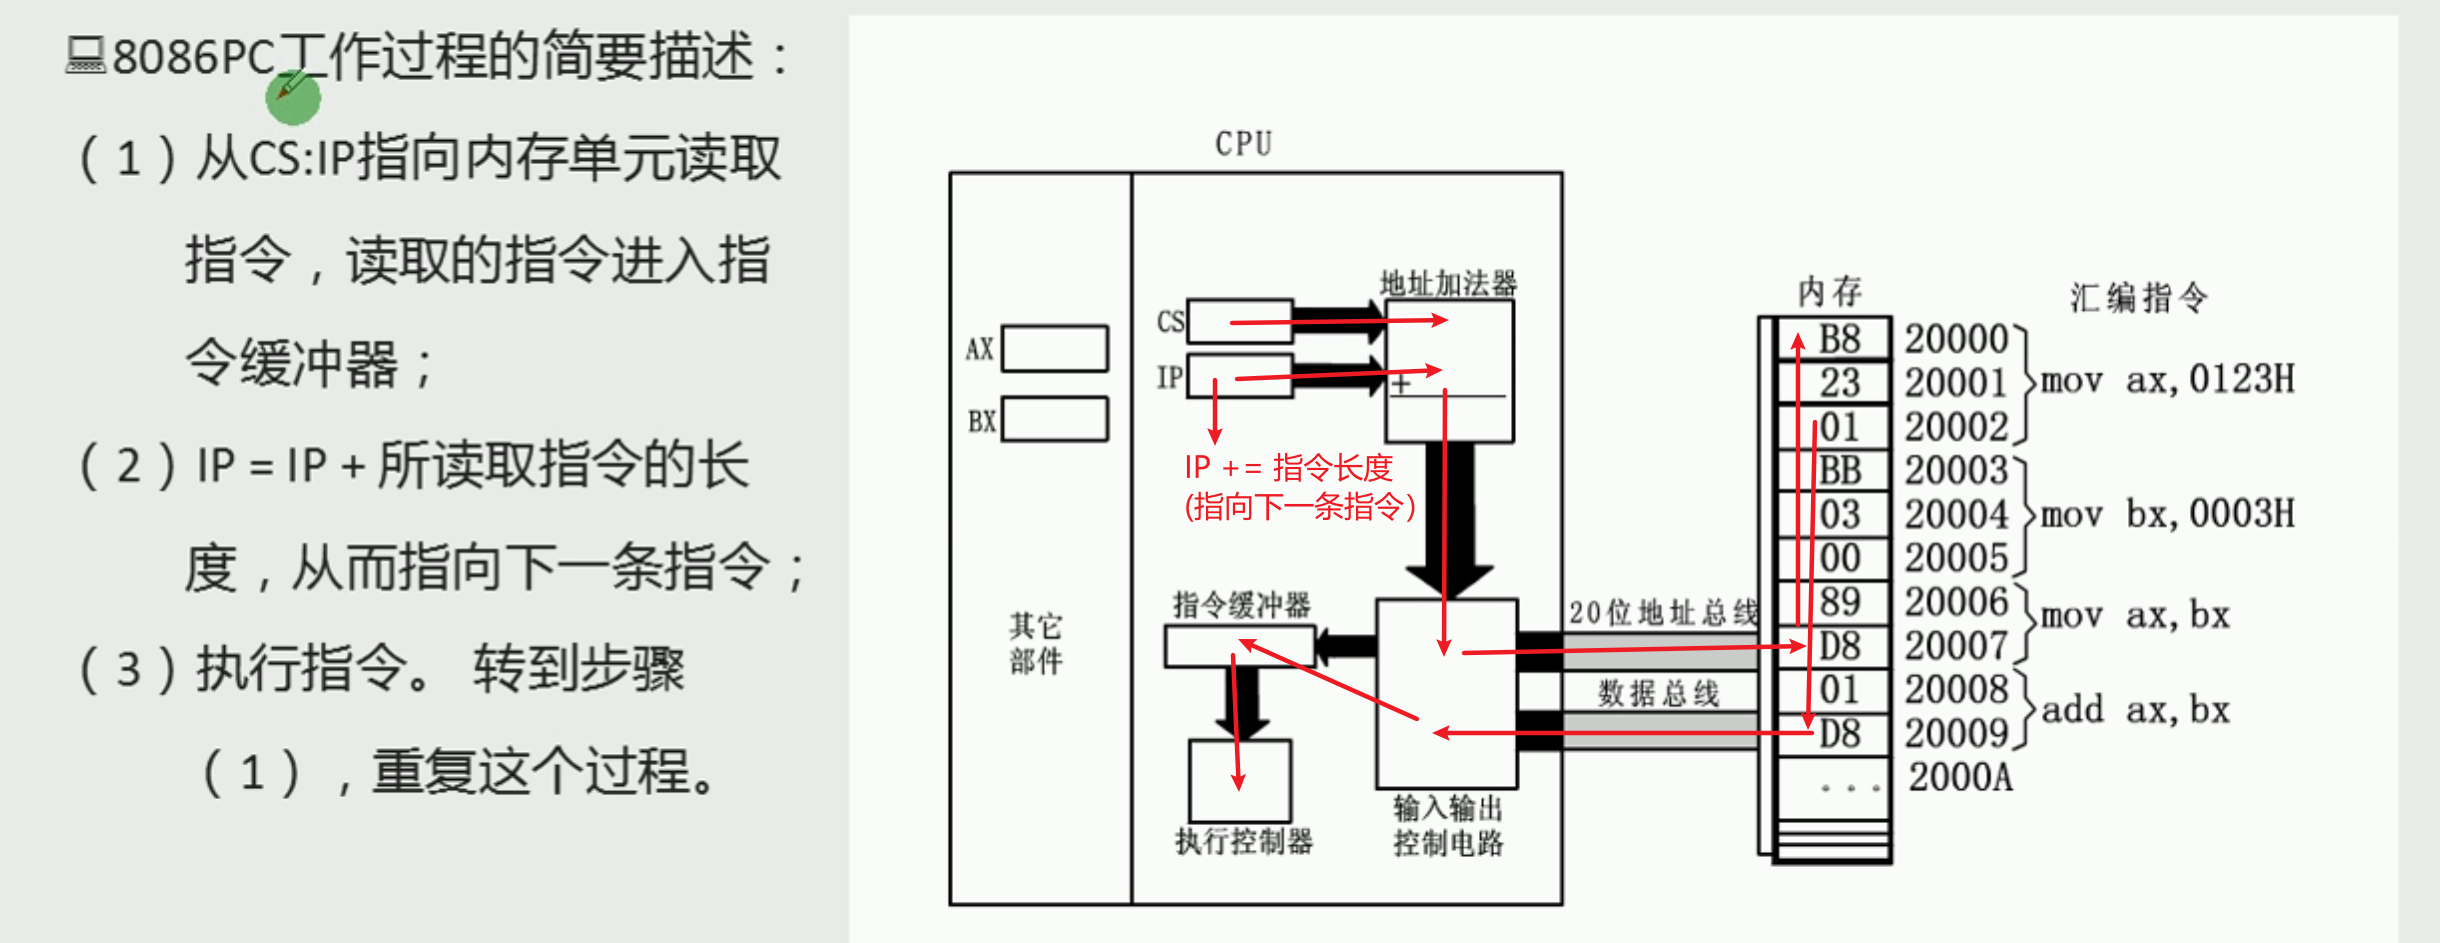 8086PC工作过程的简要描述：
（1）从CS:IP指向内存单元读取
指令，读取的指令进入指
令缓冲器；
（2）IP = IP + 所读取指令的长
度，从而指向下一条指令；
（3）执行指令。 转到步骤
（1），重复这个过程。
CPU
AX
BX
其它
部件
CS
IP
地址加法器
+
IP += 指令长度
(指向下一条指令)
指令缓冲器
执行控制器
输入输出
控制电路
20位地址总线
数据总线
内存
汇编指令
B8 20000
23 20001 mov ax,0123H
01 20002
BB 20003
03 20004 mov bx,0003H
00 20005
89 20006 mov ax,bx
D8 20007
01 20008 add ax,bx
D8 20009
... 2000A